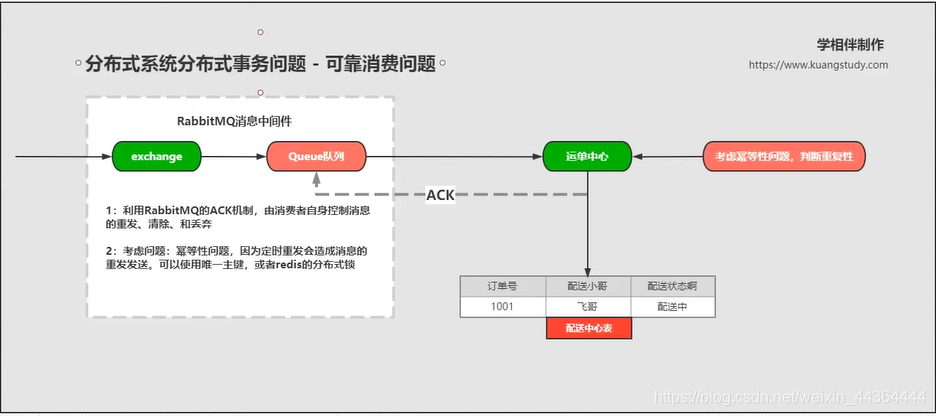 学相伴制作
分布式系统分布式事务问题 - 可靠消费问题
https://www.kuangstudy.com
RabbitMQ消息中间件
exchange
Queue队列
运单中心
考虑幂等性问题，判断重复性
ACK
1：利用RabbitMQ的ACK机制，由消费者自身控制消息
的重发、清除、和丢弃
2：考虑问题：幂等性问题，因为定时重发会造成消息的
重发发送。可以使用唯一主键，或者redis的分布式锁
订单号 配送小哥 配送状态啊
1001 飞哥 配送中
配送中心表
https://blog.csdn.net/weixin_44364444